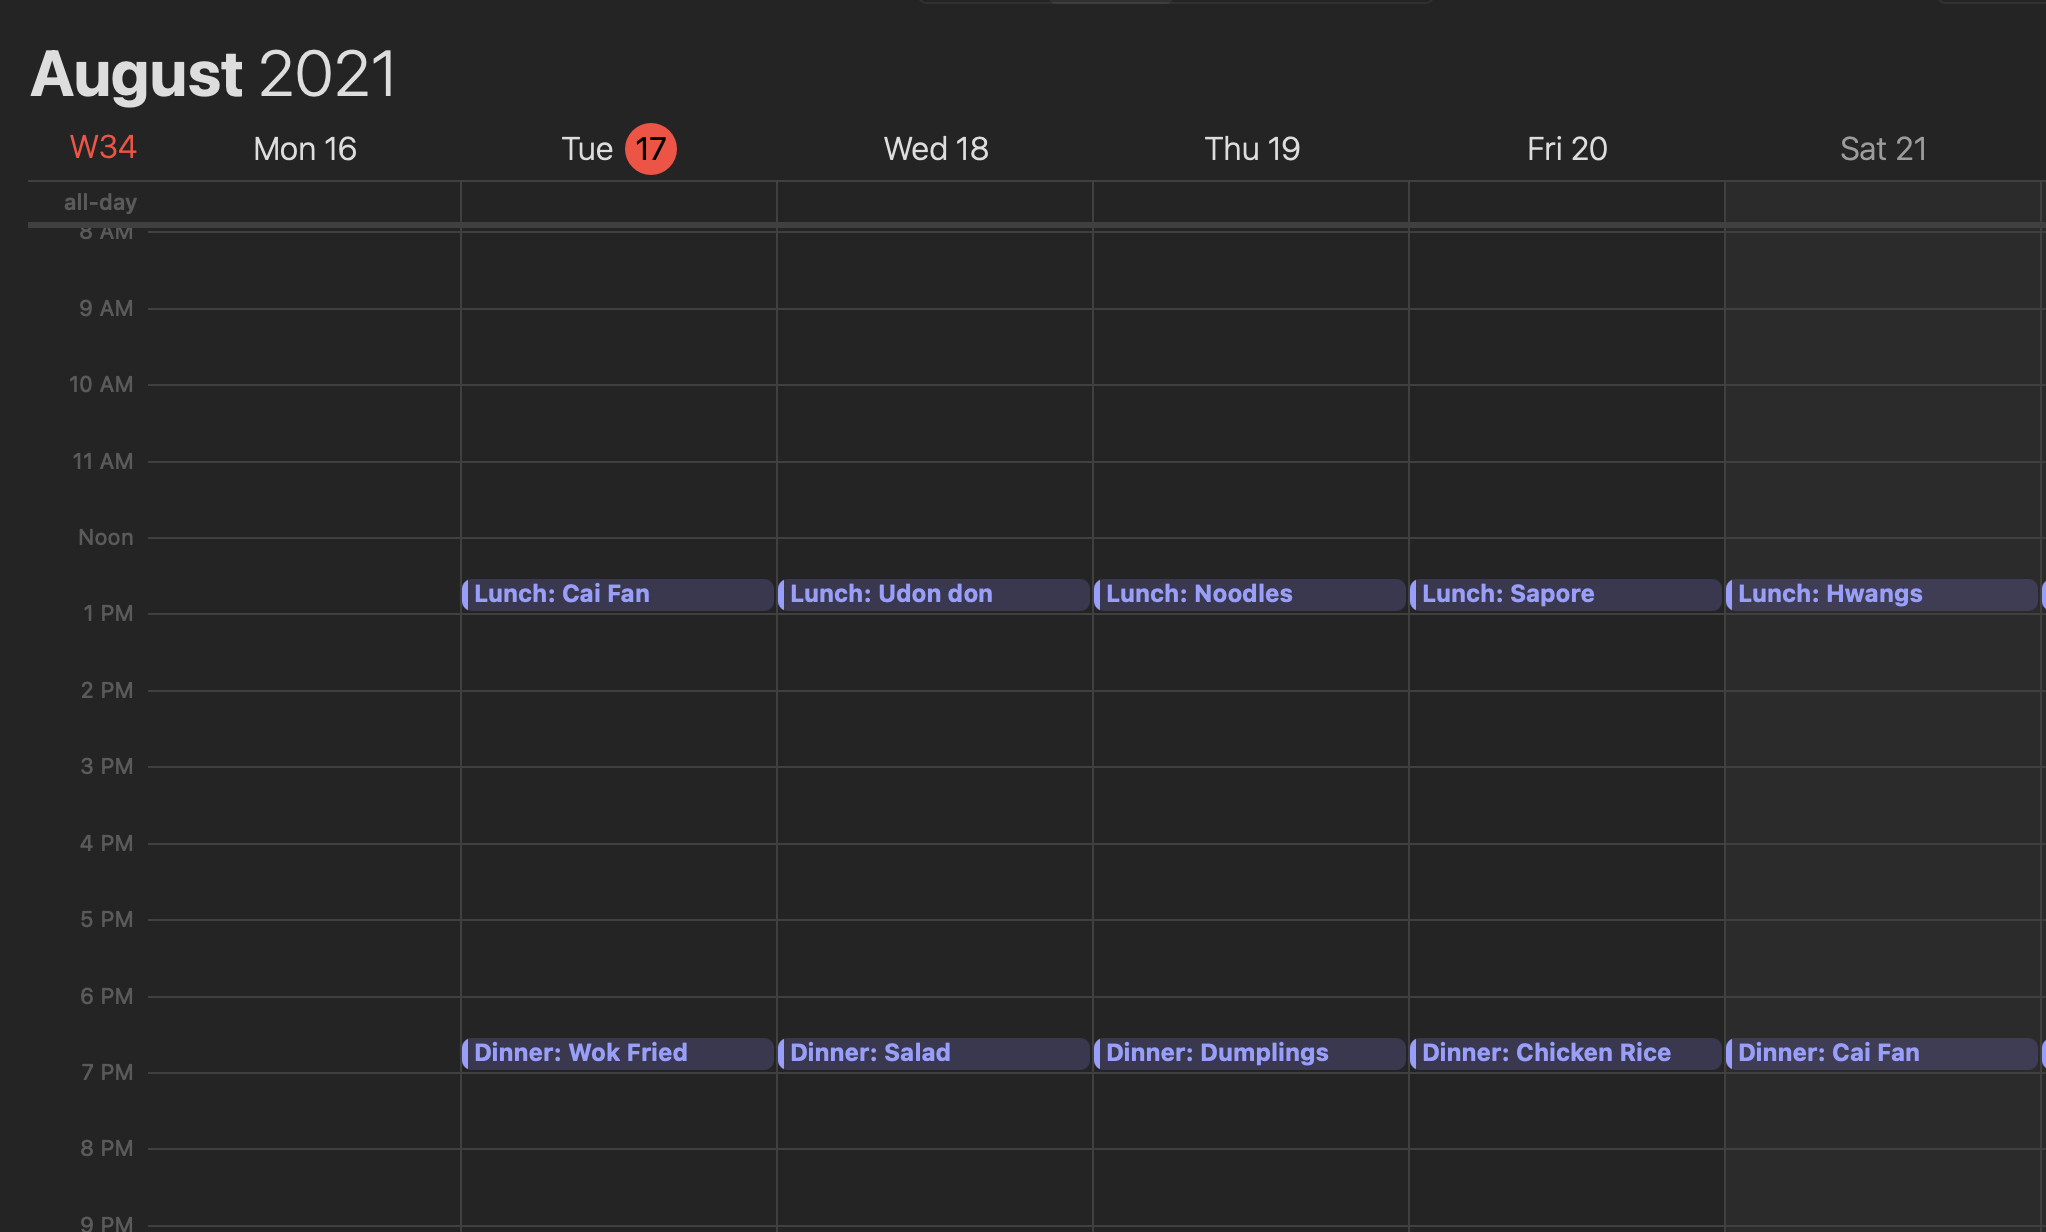 August 2021
W34 Mon 16 Tue 17 Wed 18 Thu 19 Fri 20 Sat 21
all-day
8 AM
9 AM
10 AM
11 AM
Noon
Lunch: Cai Fan Lunch: Udon don Lunch: Noodles Lunch: Sapore Lunch: Hwangs
1 PM
2 PM
3 PM
4 PM
5 PM
6 PM
Dinner: Wok Fried Dinner: Salad Dinner: Dumplings Dinner: Chicken Rice Dinner: Cai Fan
7 PM
8 PM
9 PM